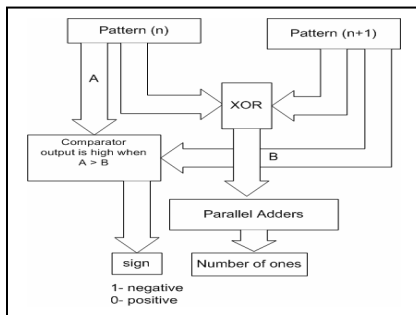 Pattern (n)
Pattern (n+1)
A
XOR
Comparator
output is high when
A > B
B
Parallel Adders
sign
Number of ones
1- negative
0- positive